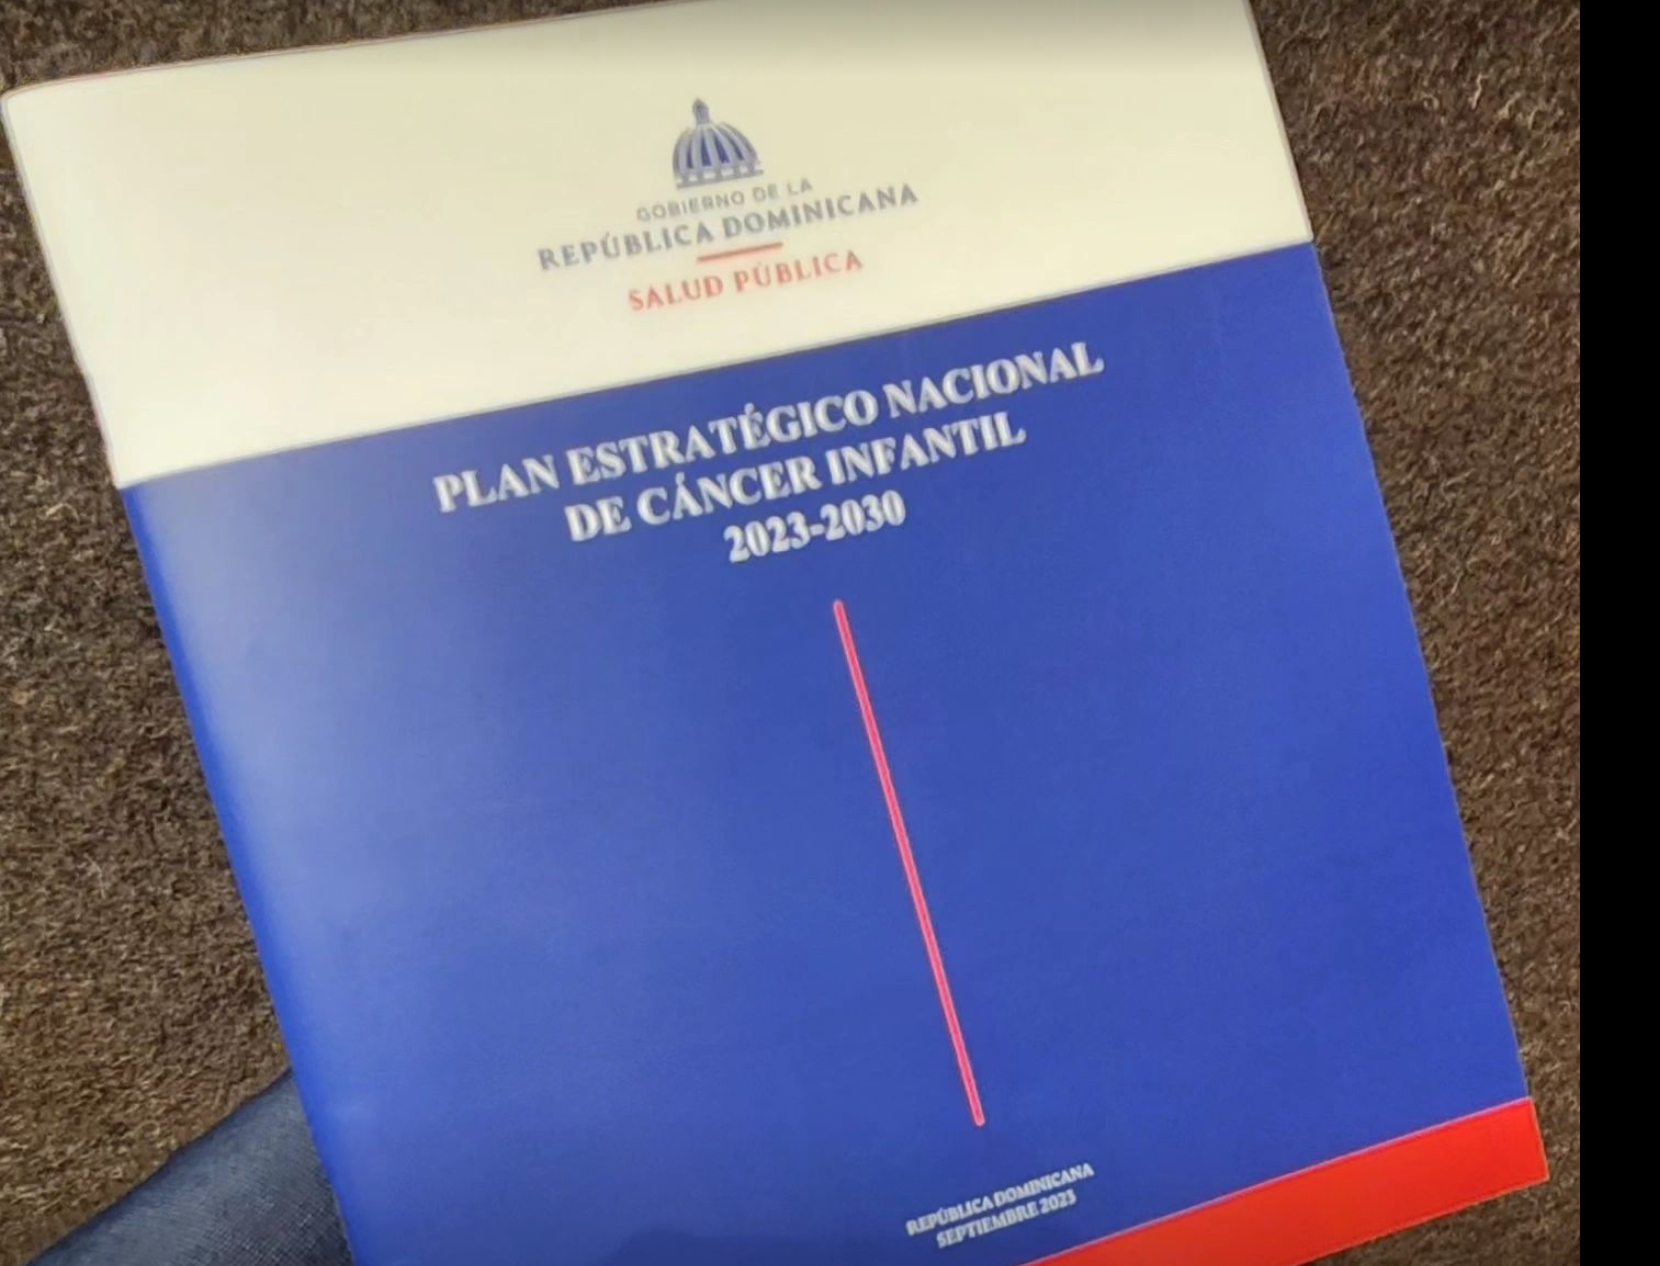 GOBIERNO DE LA
REPÚBLICA DOMINICANA
SALUD PÚBLICA
PLAN ESTRATÉGICO NACIONAL
DE CÁNCER INFANTIL
2023-2030
REPÚBLICA DOMINICANA
SEPTIEMBRE 2023